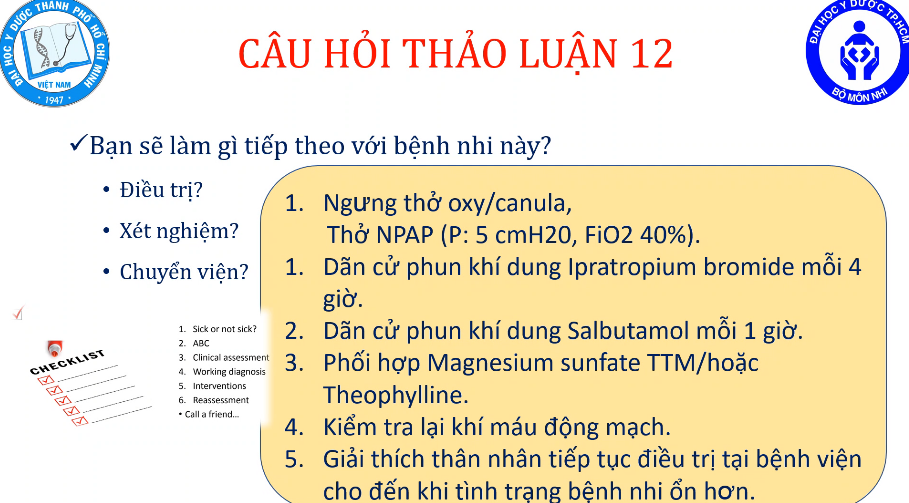 ĐẠI HỌC Y DƯỢC THÀNH PHỐ HỒ CHÍ MINH
VIỆT NAM
1947
ĐẠI HỌC Y DƯỢC TP.HCM
BỘ MÔN NHI
CÂU HỎI THẢO LUẬN 12
✓Bạn sẽ làm gì tiếp theo với bệnh nhi này?
• Điều trị?
• Xét nghiệm?
• Chuyển viện?
CHECKLIST
1. Sick or not sick?
2. ABC
3. Clinical assessment
4. Working diagnosis
5. Interventions
6. Reassessment
• Call a friend...
1. Ngưng thở oxy/canula,
Thở NPAP (P: 5 cmH20, FiO2 40%).
1. Dãn cử phun khí dung Ipratropium bromide mỗi 4
giờ.
2. Dãn cử phun khí dung Salbutamol mỗi 1 giờ.
3. Phối hợp Magnesium sunfate TTM/hoặc
Theophylline.
4. Kiểm tra lại khí máu động mạch.
5. Giải thích thân nhân tiếp tục điều trị tại bệnh viện
cho đến khi tình trạng bệnh nhi ổn hơn.